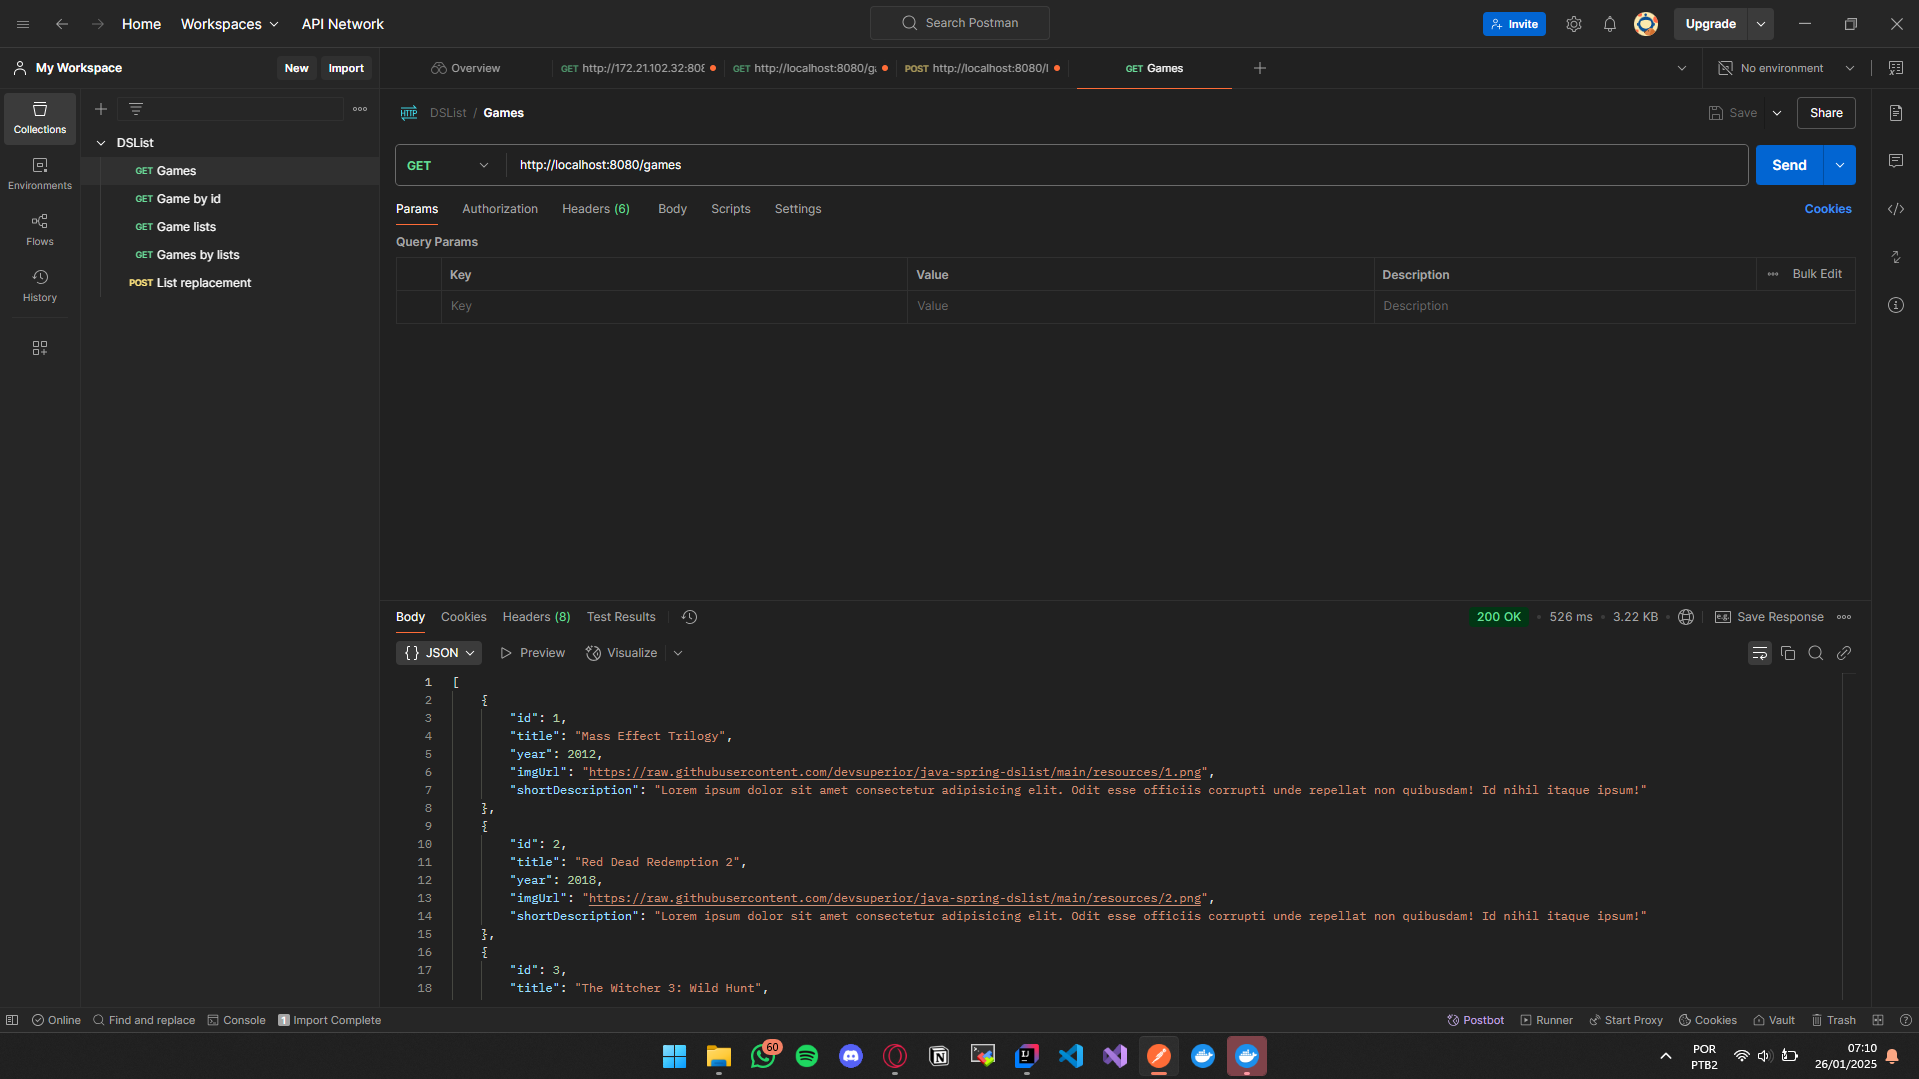 Home Workspaces API Network Search Postman Invite Upgrade
My Workspace New Import Overview GET http://172.21.102.32:808 GET http://localhost:8080/ga POST http://localhost:8080/l GET Games No environment
Collections
Environments
Flows
History
DSList
GET Games
GET Game by id
GET Game lists
GET Games by lists
POST List replacement
HTTP DSList / Games Save Share
GET http://localhost:8080/games Send
Params Authorization Headers (6) Body Scripts Settings Cookies
Query Params
Key Value Description Bulk Edit
Key Value Description
Body Cookies Headers (8) Test Results 200 OK 526 ms 3.22 KB e.g. Save Response
{} JSON Preview Visualize
1 [
2 {
3 "id": 1,
4 "title": "Mass Effect Trilogy",
5 "year": 2012,
6 "imgUrl": "https://raw.githubusercontent.com/devsuperior/java-spring-dslist/main/resources/1.png",
7 "shortDescription": "Lorem ipsum dolor sit amet consectetur adipisicing elit. Odit esse officiis corrupti unde repellat non quibusdam! Id nihil itaque ipsum!"
8 },
9 {
10 "id": 2,
11 "title": "Red Dead Redemption 2",
12 "year": 2018,
13 "imgUrl": "https://raw.githubusercontent.com/devsuperior/java-spring-dslist/main/resources/2.png",
14 "shortDescription": "Lorem ipsum dolor sit amet consectetur adipisicing elit. Odit esse officiis corrupti unde repellat non quibusdam! Id nihil itaque ipsum!"
15 },
16 {
17 "id": 3,
18 "title": "The Witcher 3: Wild Hunt",
Online Find and replace Console 1 Import Complete Postbot Runner Start Proxy Cookies Vault Trash
60 IJ POR 07:10
PTB2 26/01/2025